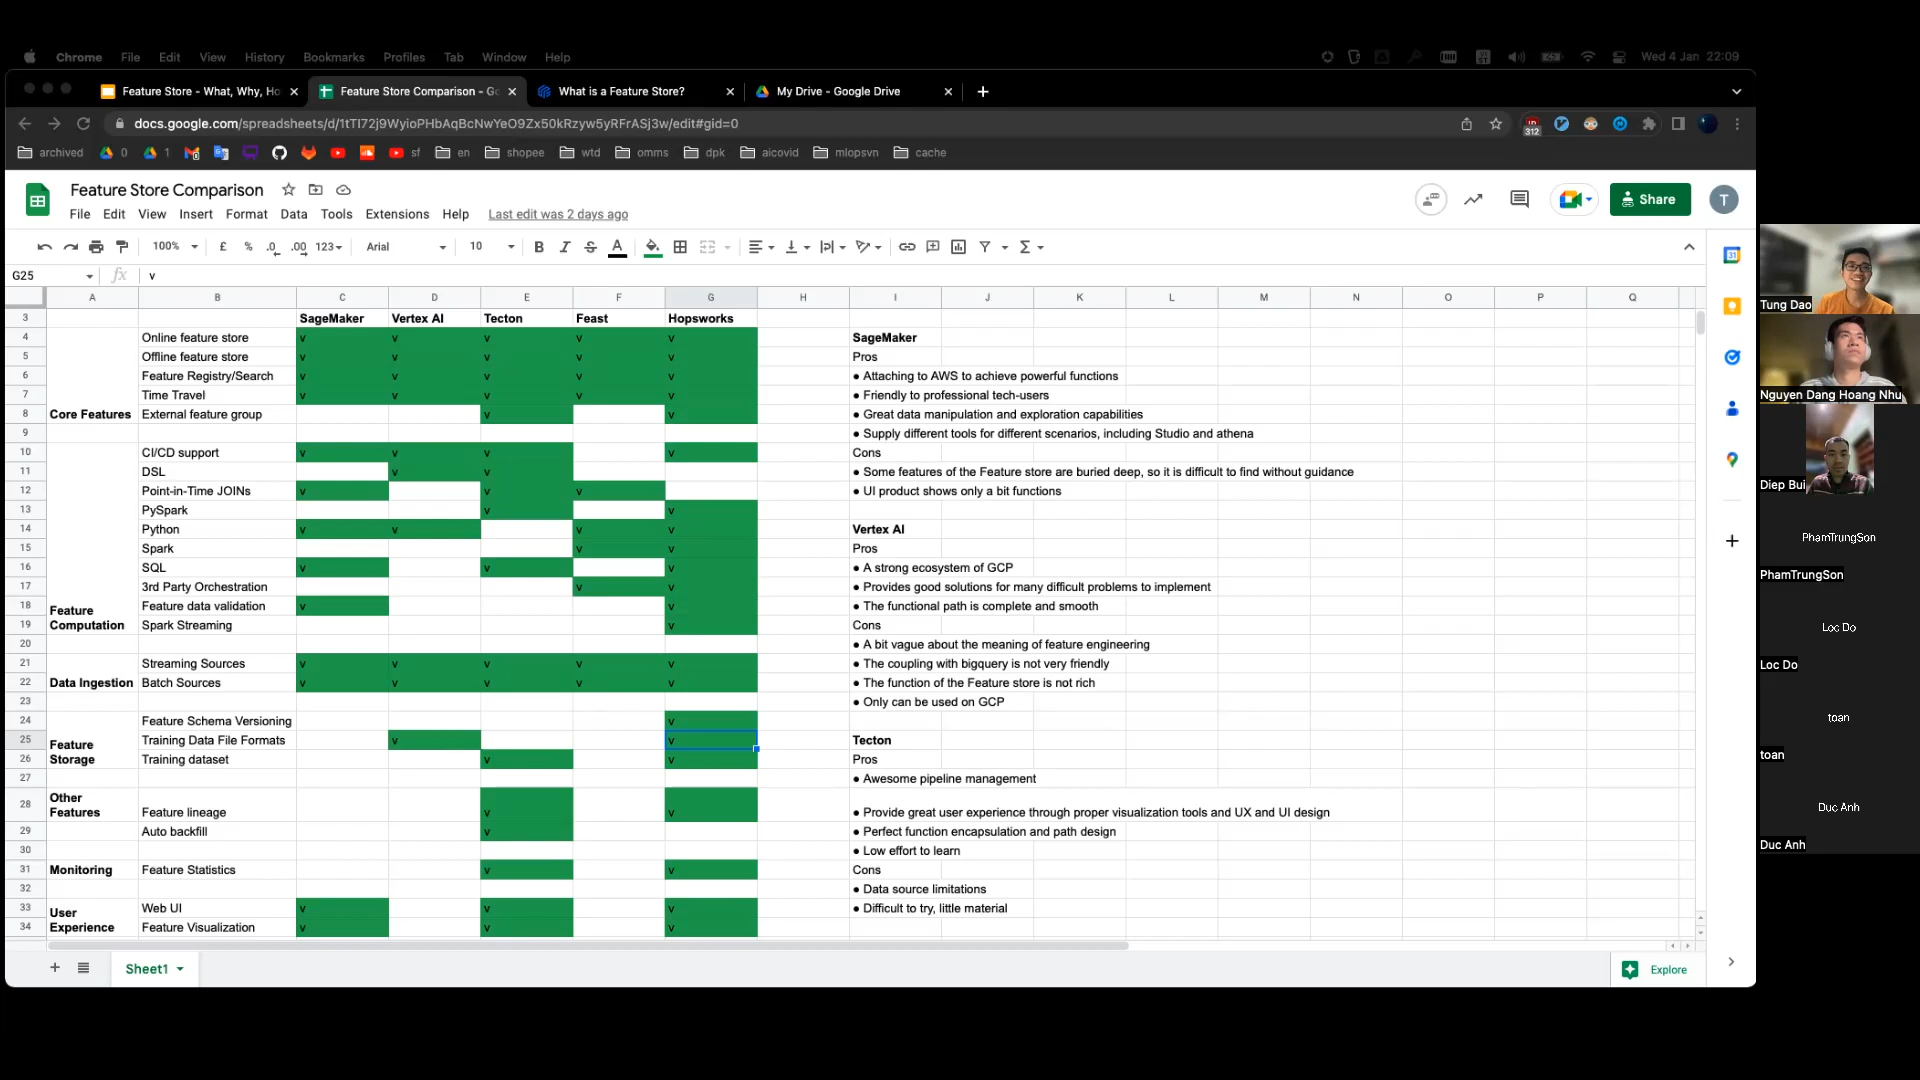 Chrome File Edit View History Bookmarks Profiles Tab Window Help Wed 4 Jan 22:09
Feature Store - What, Why, Ho Feature Store Comparison - Go What is a Feature Store? My Drive - Google Drive
docs.google.com/spreadsheets/d/1tTI72j9WyioPHbAqBcNwYeO9Zx50kRzyw5yRFrASj3w/edit#gid=0 312
archived 0 1 sf en shopee wtd omms dpk aicovid mlopsvn cache
Feature Store Comparison
File Edit View Insert Format Data Tools Extensions Help Last edit was 2 days ago
Share T
100% £ % .0 .00 123 Arial 10 B I S A
G25 fx v
A B C D E F G H I J K L M N O P Q
3 SageMaker Vertex AI Tecton Feast Hopsworks
4 Online feature store v v v v v SageMaker
5 Offline feature store v v v v v Pros
6 Feature Registry/Search v v v v v ● Attaching to AWS to achieve powerful functions
7 Time Travel v v v v v ● Friendly to professional tech-users
8 Core Features External feature group v v ● Great data manipulation and exploration capabilities
9 ● Supply different tools for different scenarios, including Studio and athena
10 CI/CD support v v v v Cons
11 DSL v v ● Some features of the Feature store are buried deep, so it is difficult to find without guidance
12 Point-in-Time JOINs v v v ● UI product shows only a bit functions
13 PySpark v v
14 Python v v v v Vertex AI
15 Spark v v Pros
16 SQL v v v ● A strong ecosystem of GCP
17 3rd Party Orchestration v v ● Provides good solutions for many difficult problems to implement
18 Feature data validation v v ● The functional path is complete and smooth
19 Feature Computation Spark Streaming v Cons
20 ● A bit vague about the meaning of feature engineering
21 Streaming Sources v v v v v ● The coupling with bigquery is not very friendly
22 Data Ingestion Batch Sources v v v v v ● The function of the Feature store is not rich
23 ● Only can be used on GCP
24 Feature Schema Versioning v
25 Training Data File Formats v v Tecton
26 Feature Storage Training dataset v v Pros
27 ● Awesome pipeline management
28 Other Features Feature lineage v v ● Provide great user experience through proper visualization tools and UX and UI design
29 Auto backfill v ● Perfect function encapsulation and path design
30 ● Low effort to learn
31 Monitoring Feature Statistics v v Cons
32 ● Data source limitations
33 Web UI v v v ● Difficult to try, little material
34 User Experience Feature Visualization v v v
Sheet1 Explore
Tung Dao
Nguyen Dang Hoang Nhu
Diep Bui
PhamTrungSon
PhamTrungSon
Loc Do
Loc Do
toan
toan
Duc Anh
Duc Anh